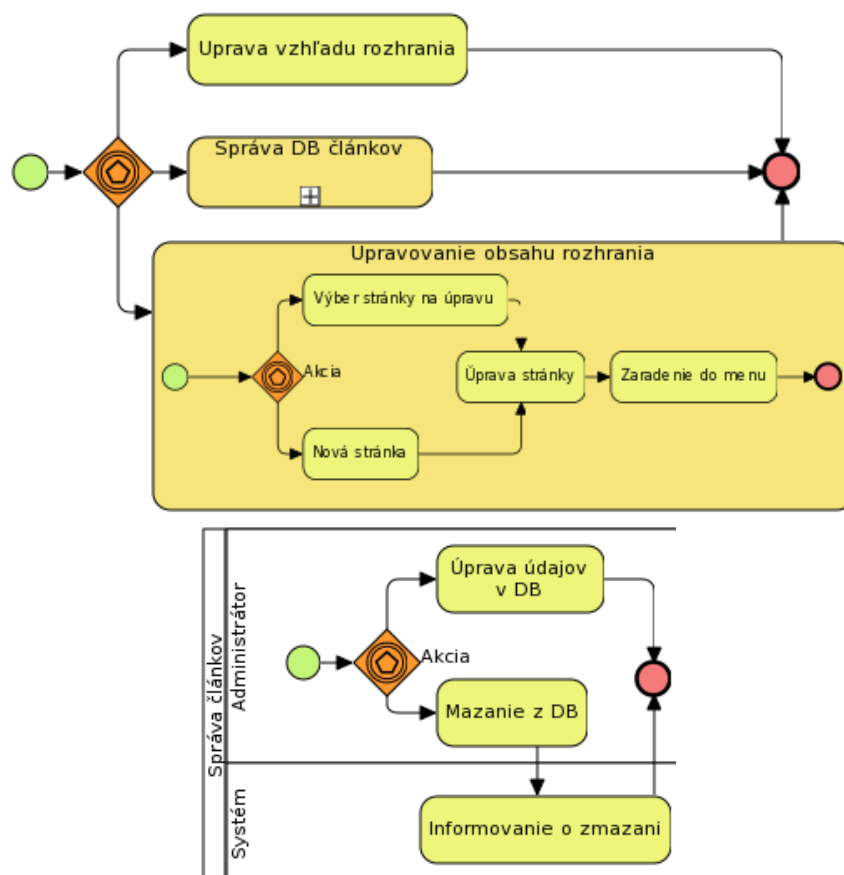 Uprava vzhľadu rozhrania
Správa DB článkov
Upravovanie obsahu rozhrania
Výber stránky na úpravu
Akcia
Úprava stránky
Zaradenie do menu
Nová stránka
Správa článkov
Administrátor
Úprava údajov
v DB
Akcia
Mazanie z DB
Systém
Informovanie o zmazani